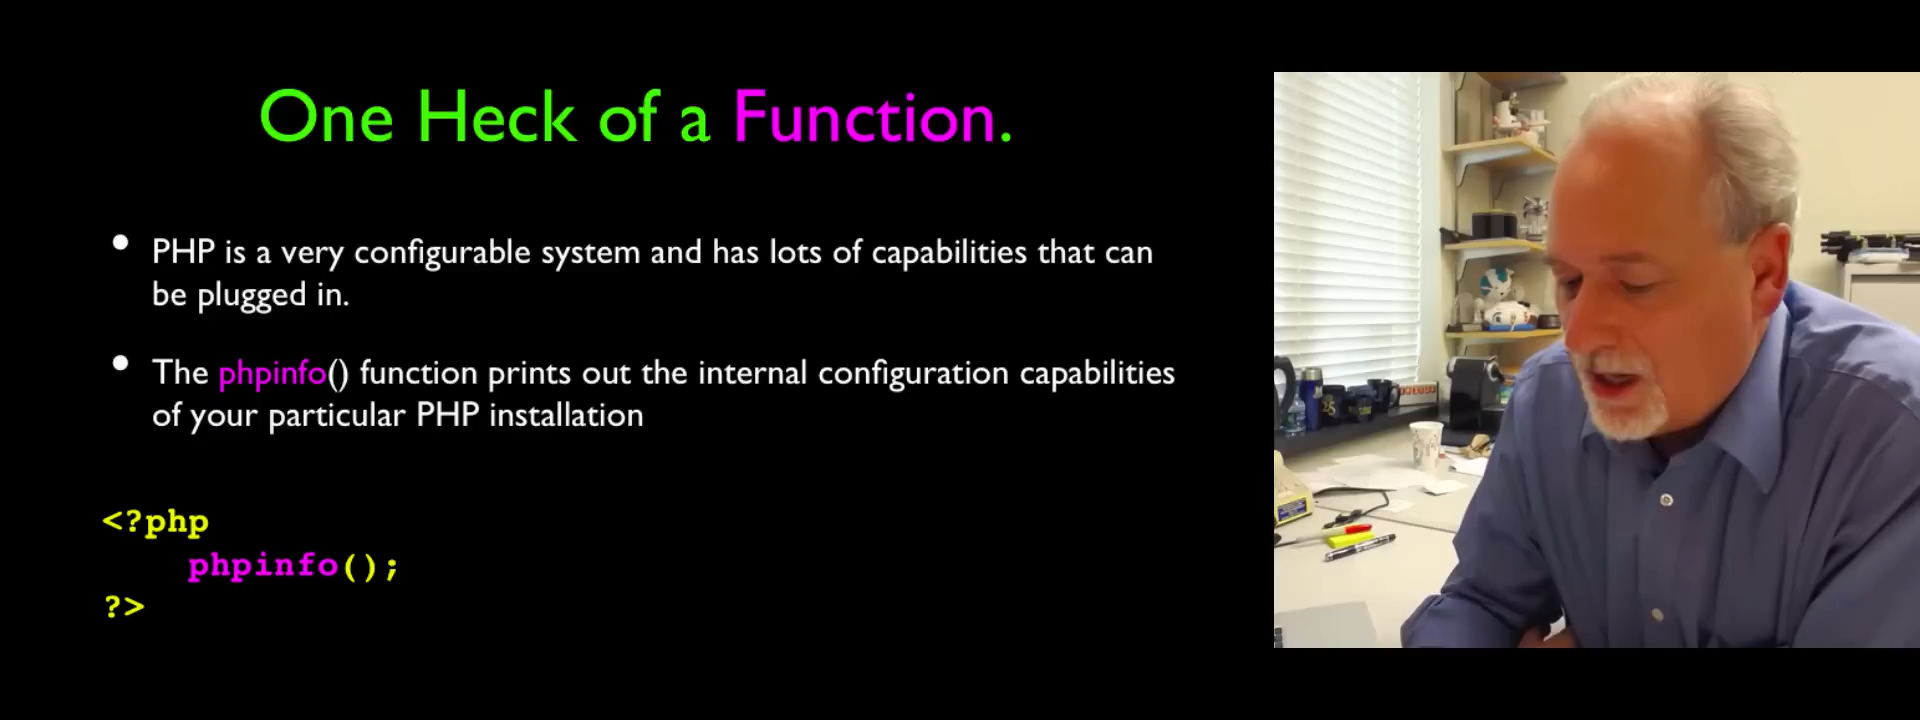 One Heck of a Function.
• PHP is a very configurable system and has lots of capabilities that can
be plugged in.
• The phpinfo() function prints out the internal configuration capabilities
of your particular PHP installation
<?php
phpinfo();
?>
25